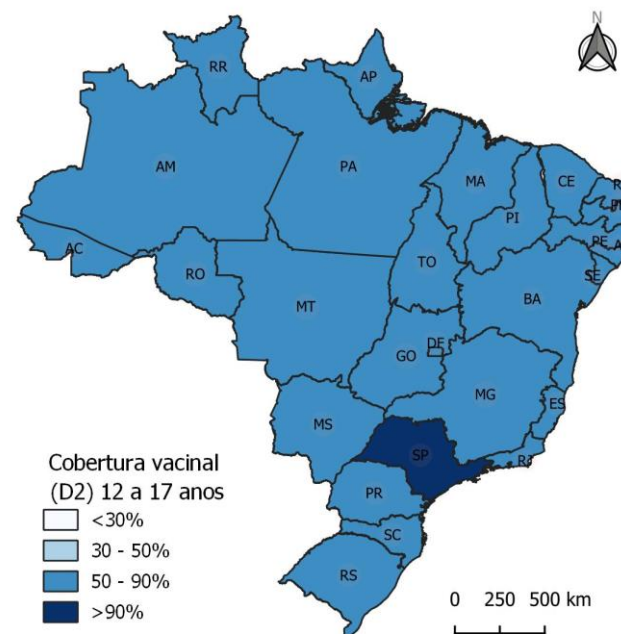 N
RR
AP
AM
PA
MA
CE
PI
PE
AC
RO
TO
SE
MT
BA
GO
DF
MG
ES
MS
SP
RJ
PR
SC
RS
Cobertura vacinal
(D2) 12 a 17 anos
<30%
30 - 50%
50 - 90%
>90%
0 250 500 km